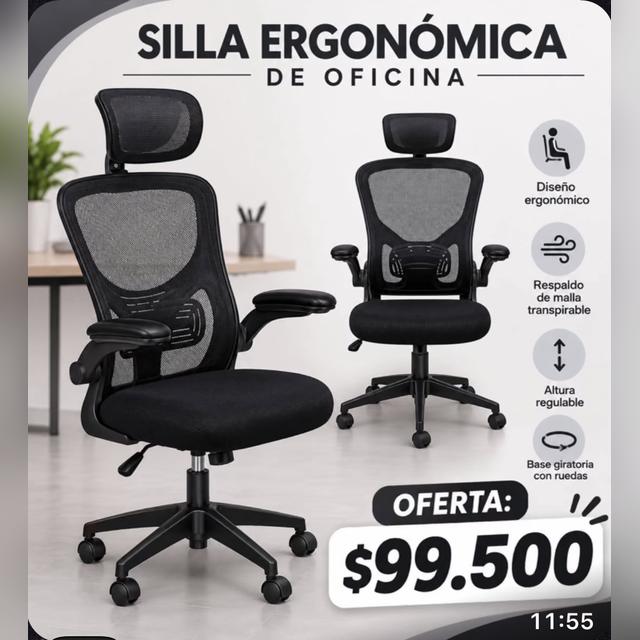 SILLA ERGONÓMICA
DE OFICINA
Diseño
ergonómico
Respaldo
de malla
transpirable
Altura
regulable
Base giratoria
con ruedas
OFERTA:
$99.500
11:55